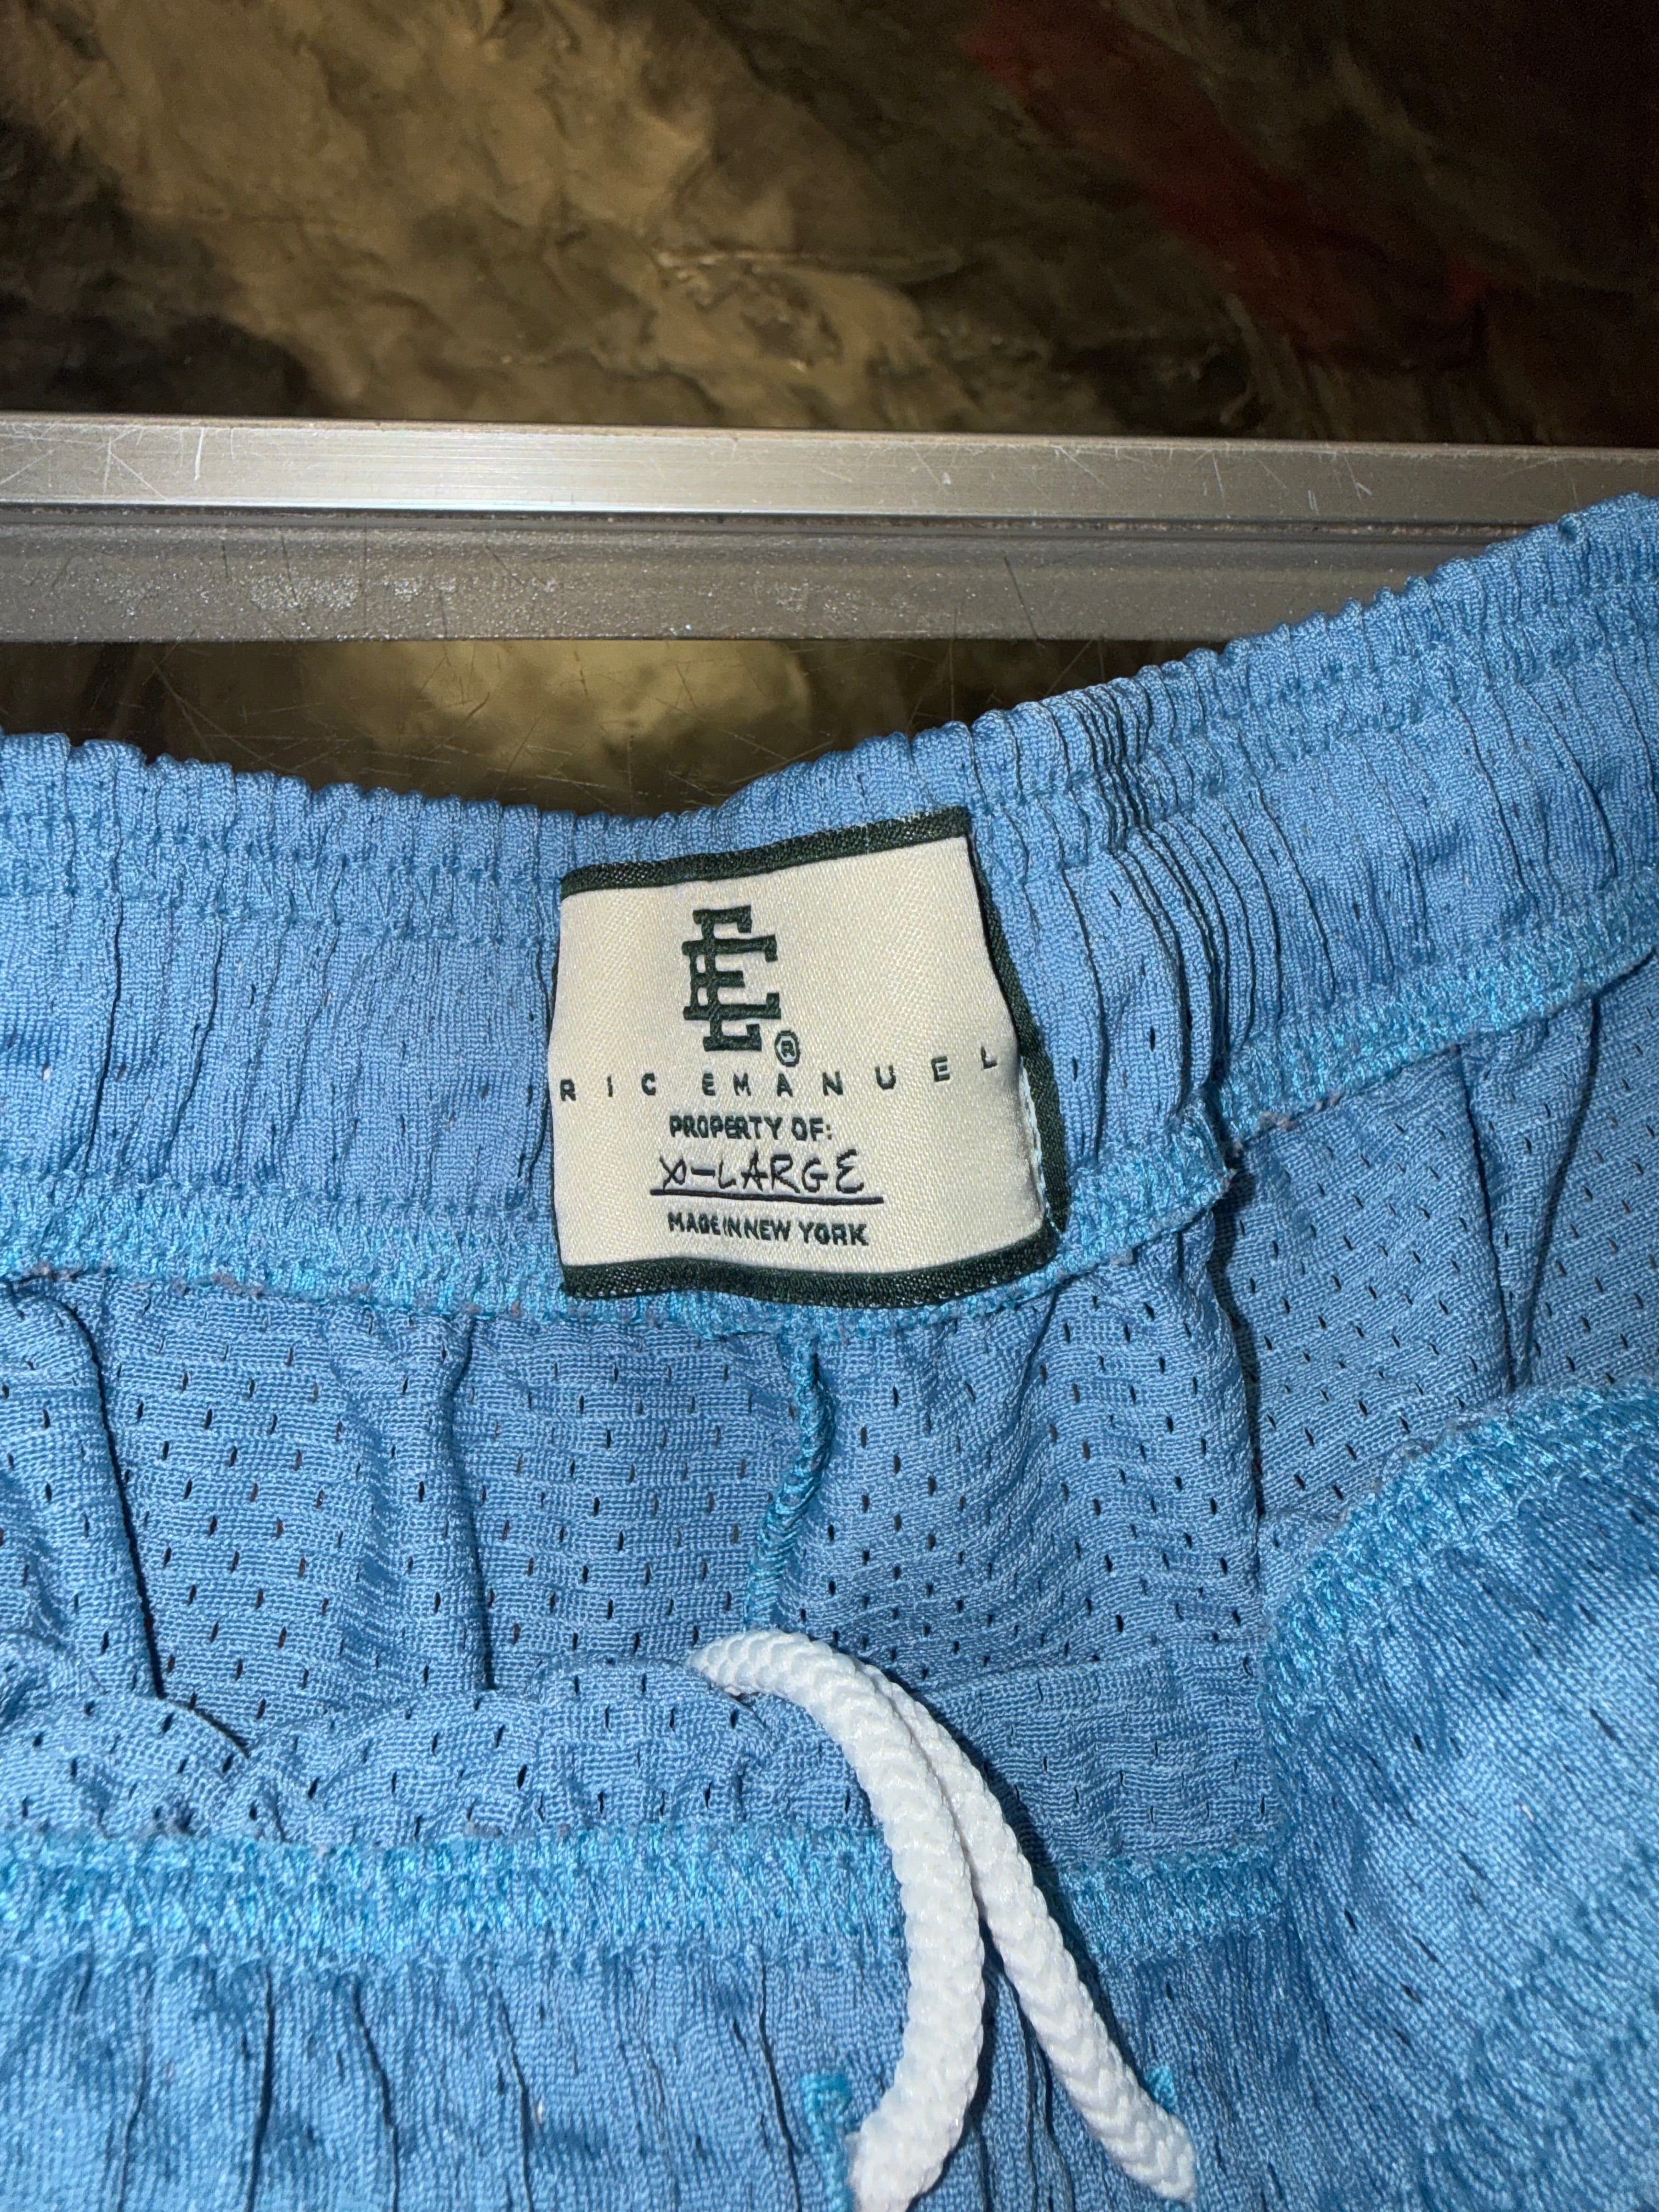 EE®
RIC EMANUEL
PROPERTY OF:
X-LARGE
MADE IN NEW YORK